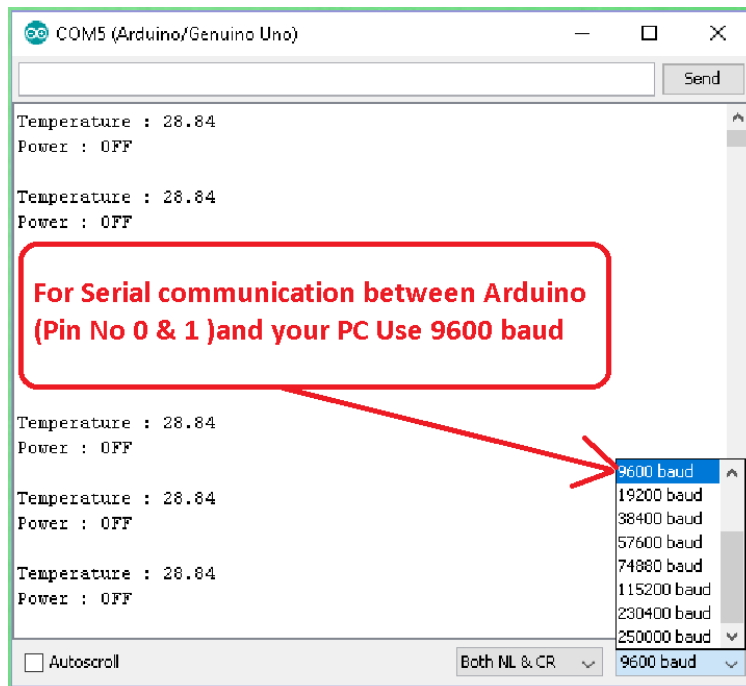 COM5 (Arduino/Genuino Uno)
Send
Temperature : 28.84
Power : OFF
Temperature : 28.84
Power : OFF
For Serial communication between Arduino
(Pin No 0 & 1 )and your PC Use 9600 baud
Temperature : 28.84
Power : OFF
Temperature : 28.84
Power : OFF
Temperature : 28.84
Power : OFF
9600 baud
19200 baud
38400 baud
57600 baud
74880 baud
115200 baud
230400 baud
250000 baud
Autoscroll
Both NL & CR
9600 baud